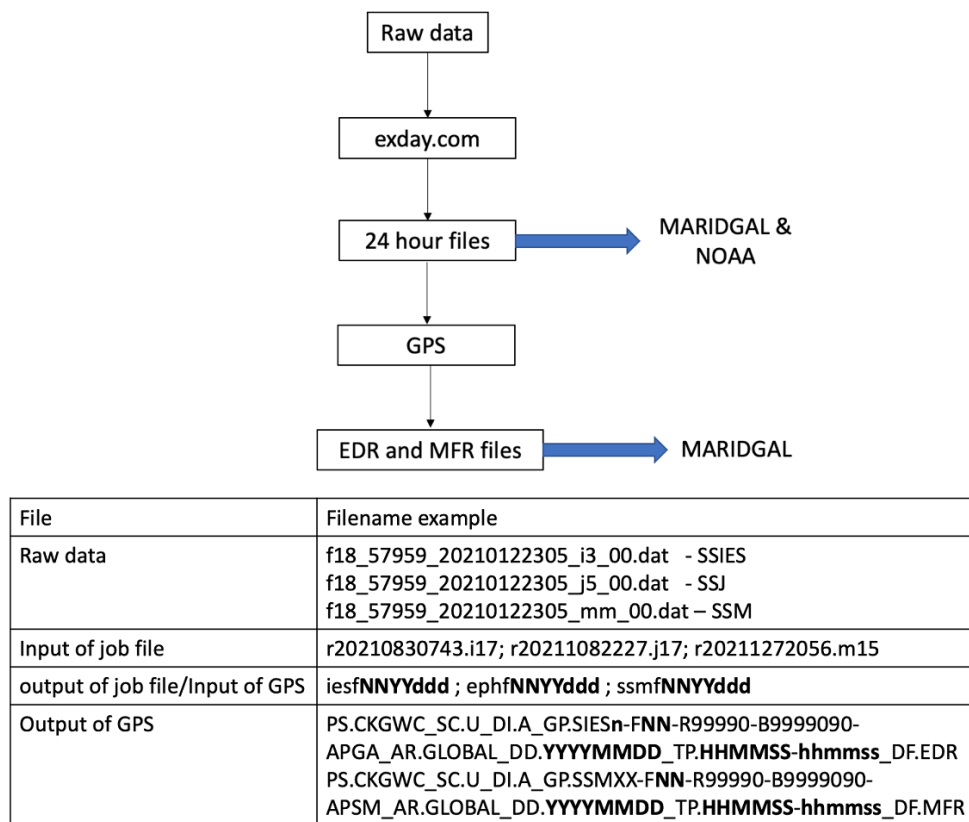 Raw data
exday.com
24 hour files
MARIDGAL &
NOAA
GPS
EDR and MFR files
MARIDGAL
File
Filename example
Raw data
f18_57959_20210122305_i3_00.dat - SSIES
f18_57959_20210122305_j5_00.dat - SSJ
f18_57959_20210122305_mm_00.dat – SSM
Input of job file
r20210830743.i17; r20211082227.j17; r20211272056.m15
output of job file/Input of GPS
iesfNNYYddd ; ephfNNYYddd ; ssmfNNYYddd
Output of GPS
PS.CKGWC_SC.U_DI.A_GP.SIESn-FNN-R99990-B9999090-
APGA_AR.GLOBAL_DD.YYYYMMDD_TP.HHMMSS-hhmmss_DF.EDR
PS.CKGWC_SC.U_DI.A_GP.SSMXX-FNN-R99990-B9999090-
APSM_AR.GLOBAL_DD.YYYYMMDD_TP.HHMMSS-hhmmss_DF.MFR